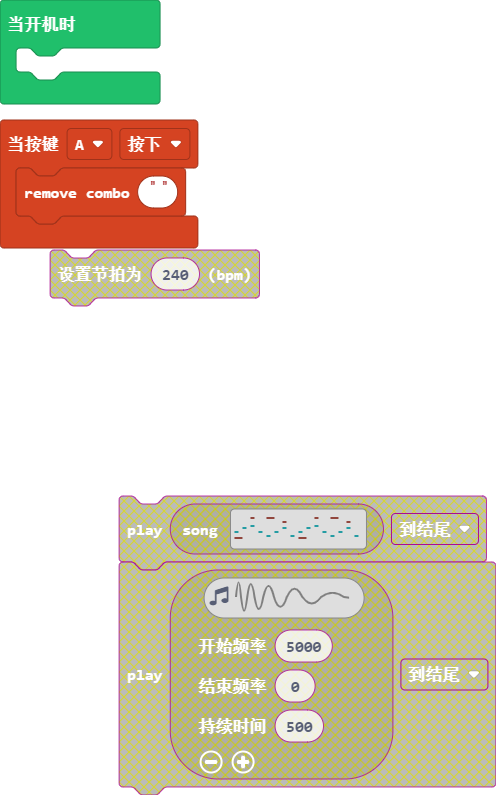 当开机时
当按键 A 按下
remove combo " "
设置节拍为 240 (bpm)
play song 到结尾
play
开始频率 5000
结束频率 0
持续时间 500
到结尾